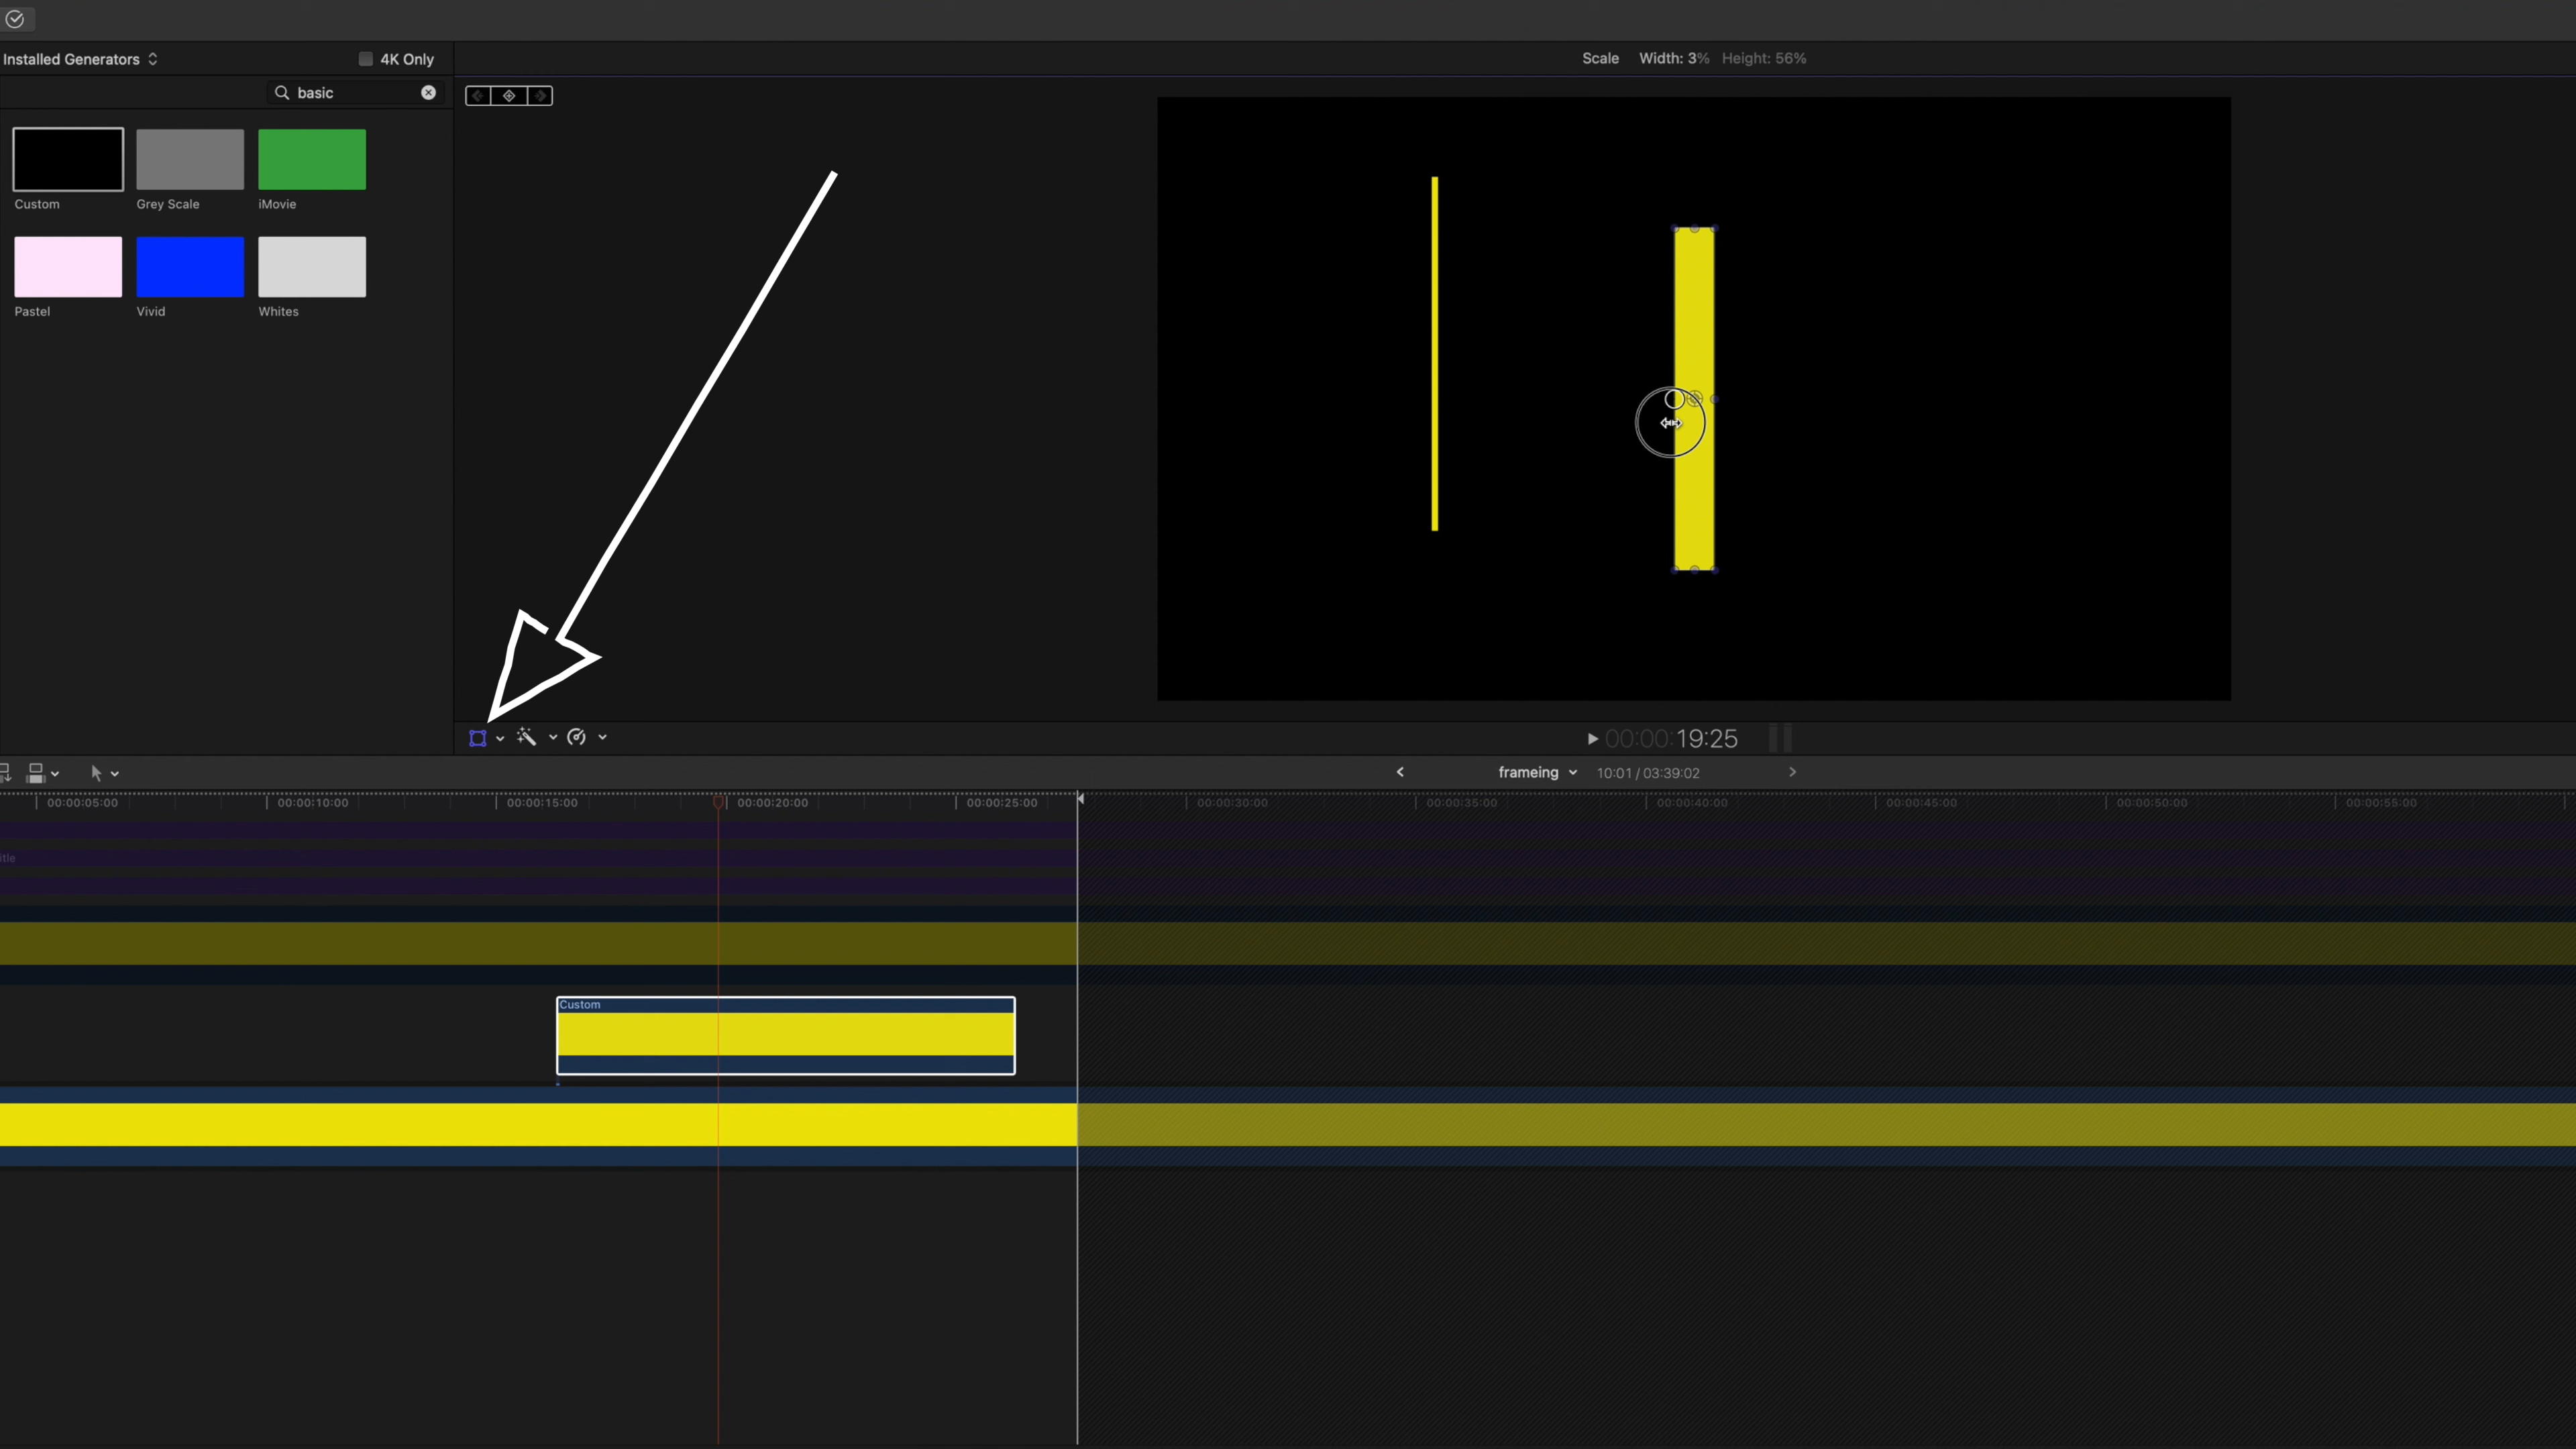 Installed Generators
4K Only
Scale Width: 3% Height: 56%
basic
Custom
Grey Scale
iMovie
Pastel
Vivid
Whites
00:00:19:25
frameing
10:01 / 03:39:02
00:00:05:00
00:00:10:00
00:00:15:00
00:00:20:00
00:00:25:00
00:00:30:00
00:00:35:00
00:00:40:00
00:00:45:00
00:00:50:00
00:00:55:00
itle
Custom